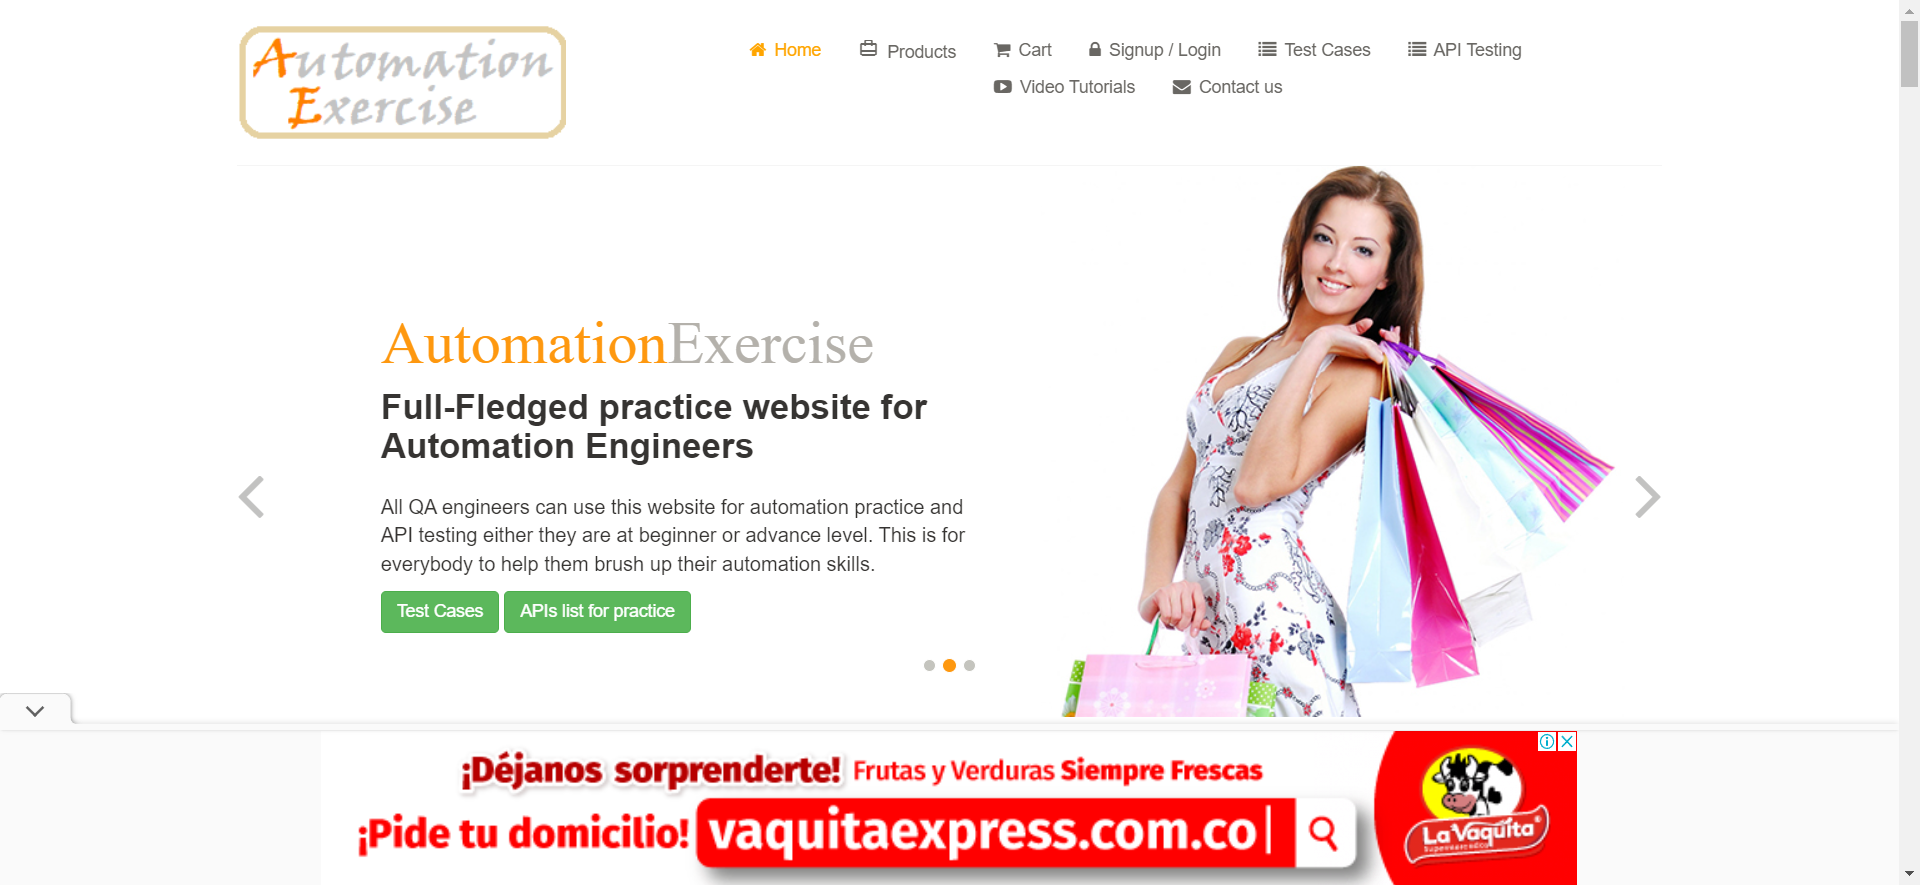 Automation
Exercise
Home
Products
Cart
Signup / Login
Test Cases
API Testing
Video Tutorials
Contact us
AutomationExercise
Full-Fledged practice website for
Automation Engineers
All QA engineers can use this website for automation practice and
API testing either they are at beginner or advance level. This is for
everybody to help them brush up their automation skills.
Test Cases
APIs list for practice
¡Déjanos sorprenderte! Frutas y Verduras Siempre Frescas
¡Pide tu domicilio! vaquitaexpress.com.co
La Vaquita®
Supermercados